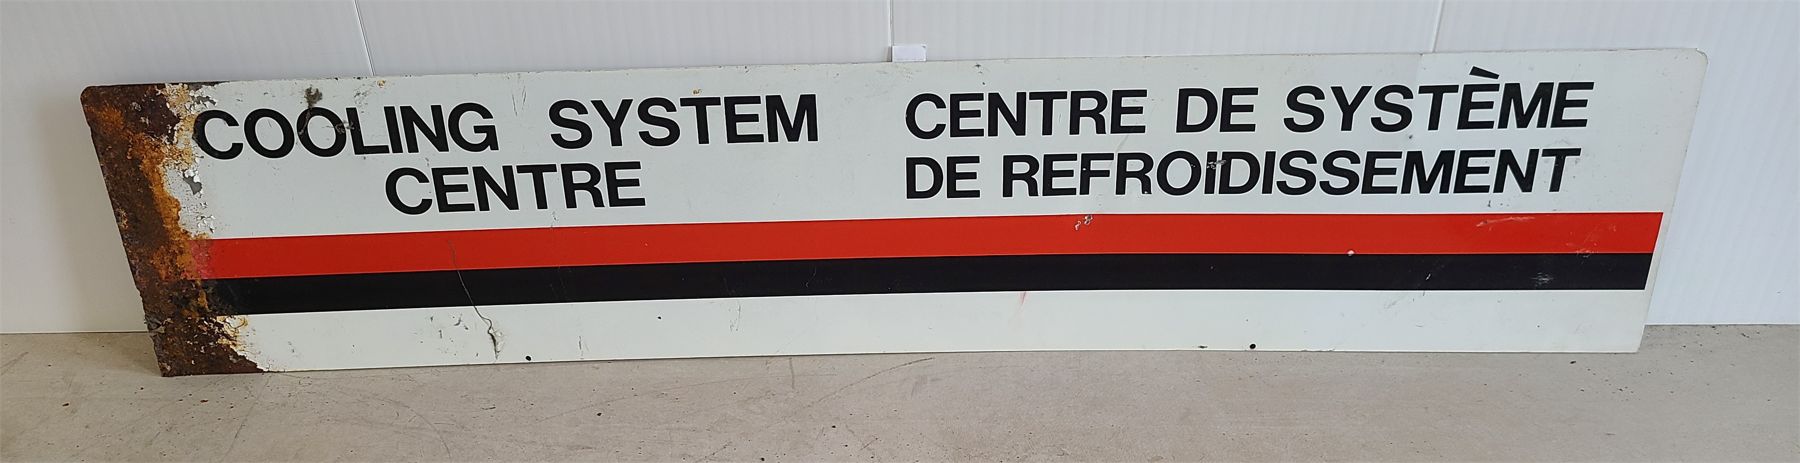 COOLING SYSTEM
CENTRE
CENTRE DE SYSTÈME
DE REFROIDISSEMENT